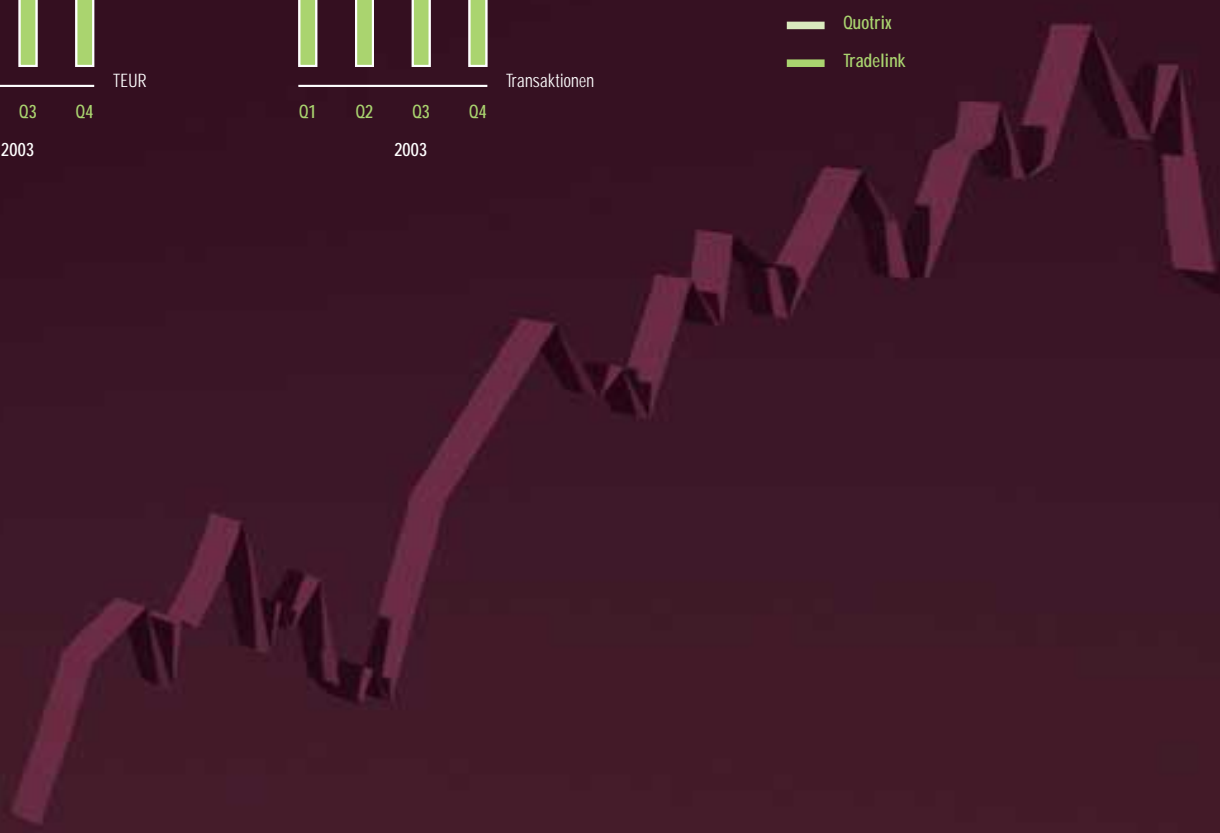 Quotrix
Tradelink
TEUR
Transaktionen
Q3 Q4
Q1 Q2 Q3 Q4
2003
2003